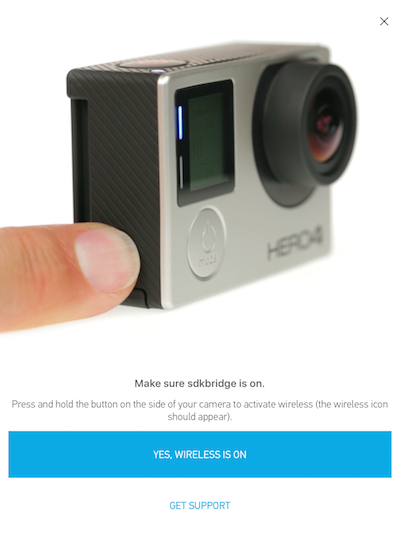 HERO4
Make sure sdkbridge is on.
Press and hold the button on the side of your camera to activate wireless (the wireless icon
should appear).
YES, WIRELESS IS ON
GET SUPPORT